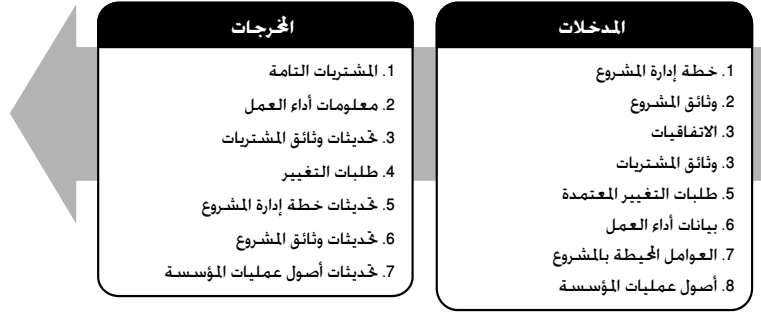 المدخلات
1. خطة إدارة المشروع
2. وثائق المشروع
3. الاتفاقيات
3. وثائق المشتريات
5. طلبات التغيير المعتمدة
6. بيانات أداء العمل
7. العوامل المحيطة بالمشروع
8. أصول عمليات المؤسسة
المخرجات
1. المشتريات التامة
2. معلومات أداء العمل
3. تحديثات وثائق المشتريات
4. طلبات التغيير
5. تحديثات خطة إدارة المشروع
6. تحديثات وثائق المشروع
7. تحديثات أصول عمليات المؤسسة